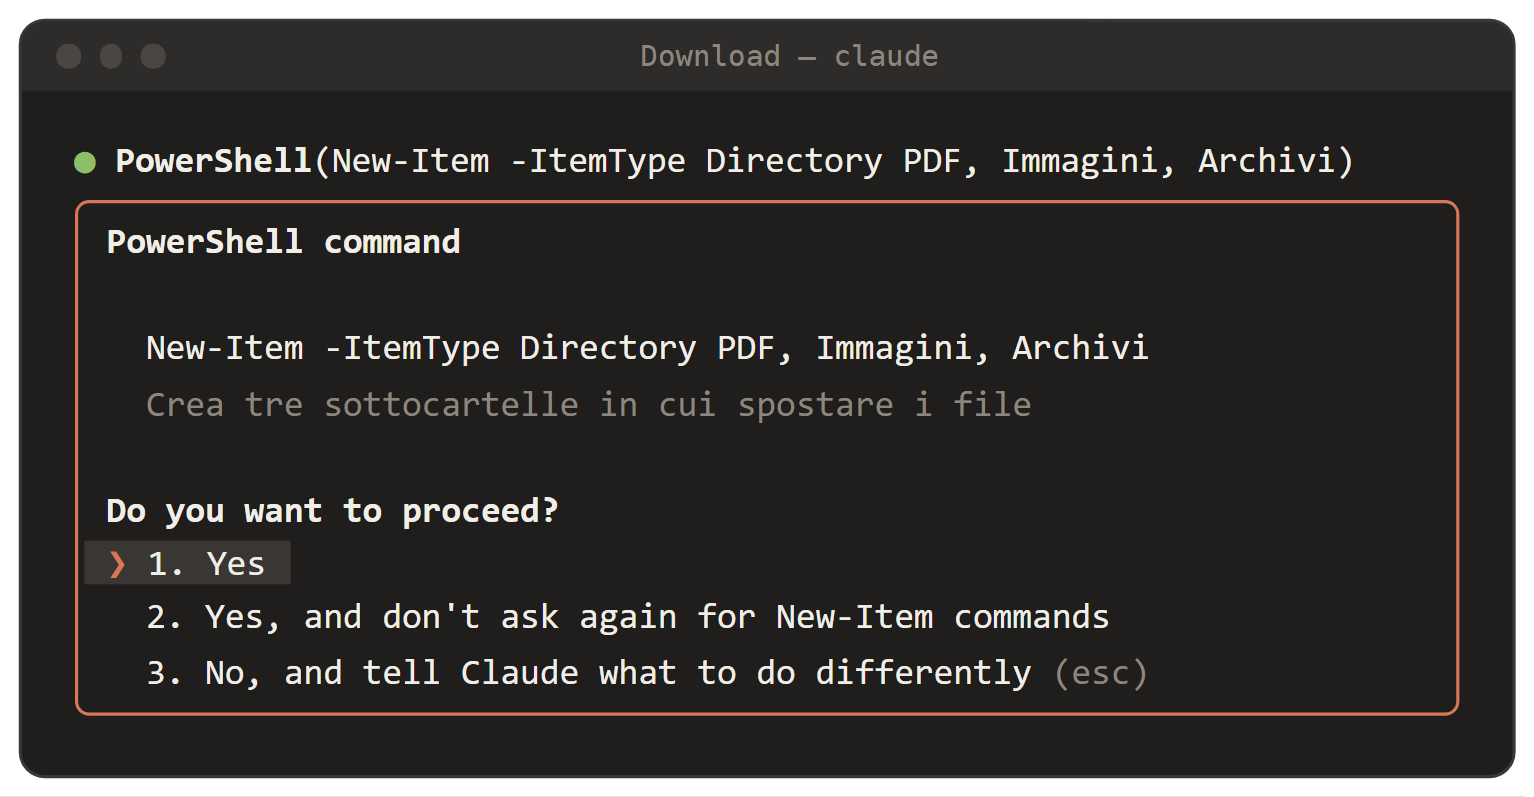 Download — claude
● PowerShell(New-Item -ItemType Directory PDF, Immagini, Archivi)
PowerShell command
New-Item -ItemType Directory PDF, Immagini, Archivi
Crea tre sottocartelle in cui spostare i file
Do you want to proceed?
❯ 1. Yes
2. Yes, and don't ask again for New-Item commands
3. No, and tell Claude what to do differently (esc)